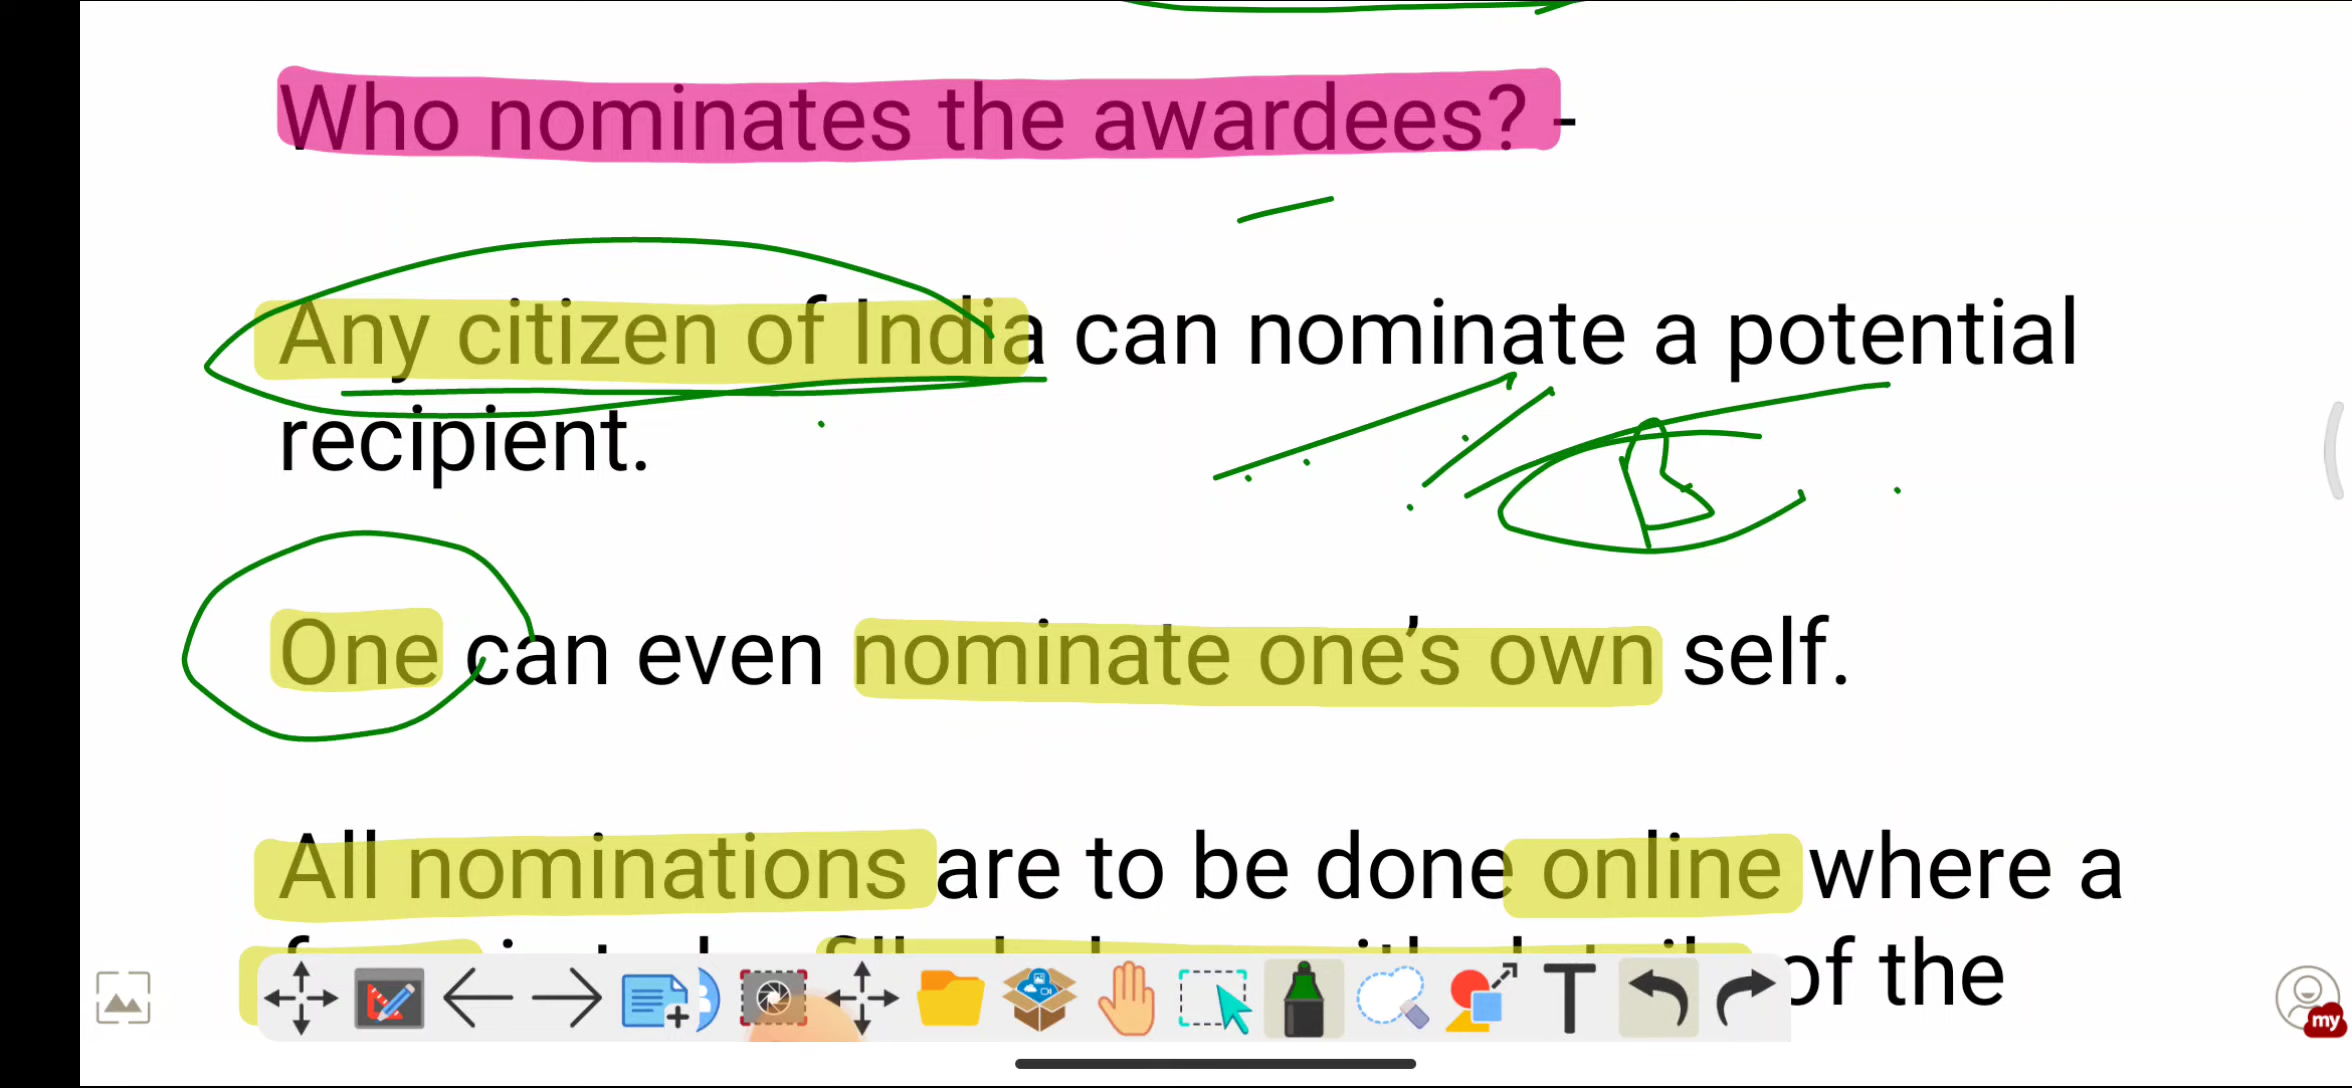 Who nominates the awardees? -
Any citizen of India can nominate a potential
recipient.
One can even nominate one's own self.
All nominations are to be done online where a
of the
T
my